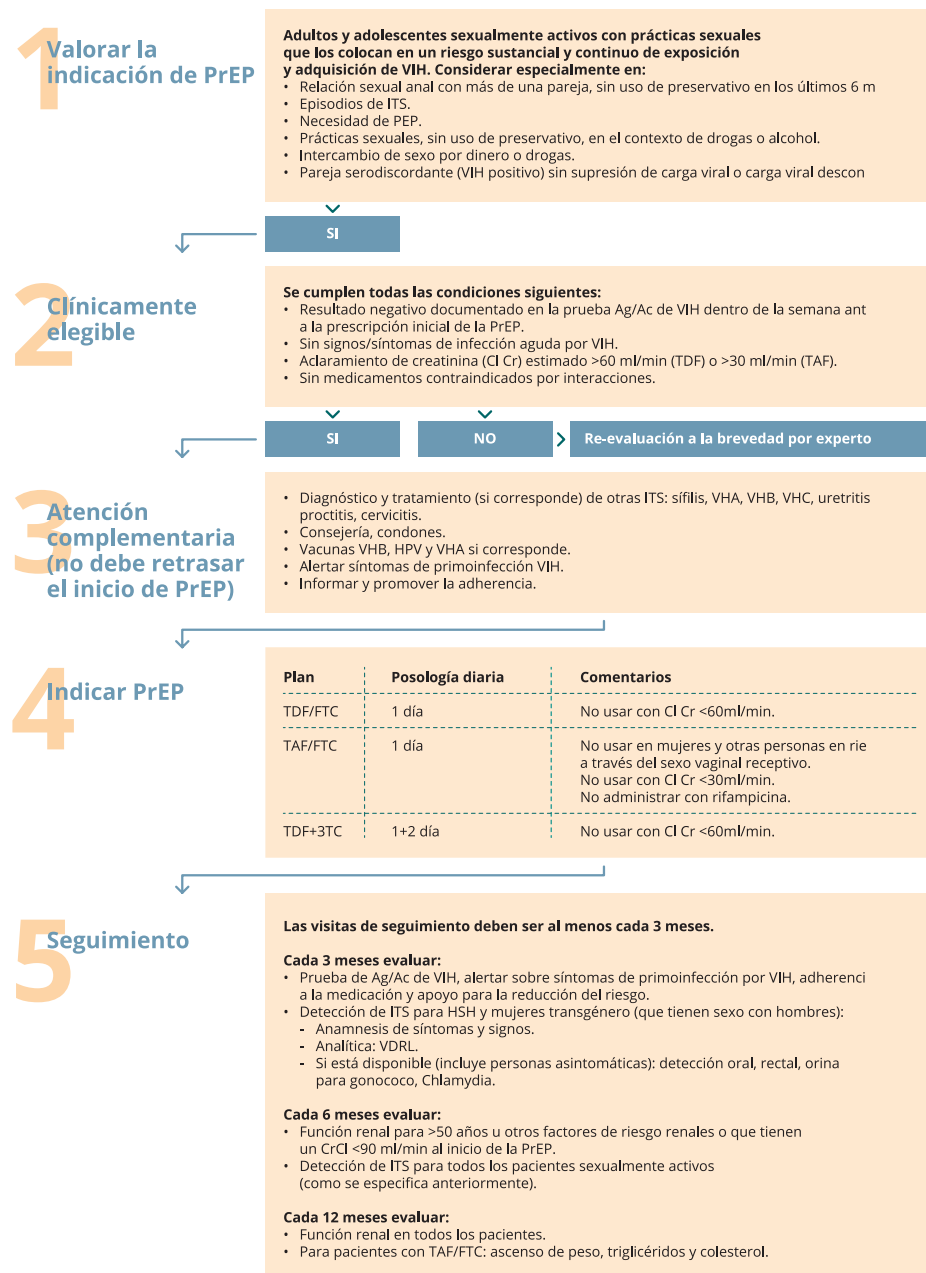 1
Valorar la
indicación de PrEP
Adultos y adolescentes sexualmente activos con prácticas sexuales
que los colocan en un riesgo sustancial y continuo de exposición
y adquisición de VIH. Considerar especialmente en:
• Relación sexual anal con más de una pareja, sin uso de preservativo en los últimos 6 m
• Episodios de ITS.
• Necesidad de PEP.
• Prácticas sexuales, sin uso de preservativo, en el contexto de drogas o alcohol.
• Intercambio de sexo por dinero o drogas.
• Pareja serodiscordante (VIH positivo) sin supresión de carga viral o carga viral descon
SI
2
Clínicamente
elegible
Se cumplen todas las condiciones siguientes:
• Resultado negativo documentado en la prueba Ag/Ac de VIH dentro de la semana ant
a la prescripción inicial de la PrEP.
• Sin signos/síntomas de infección aguda por VIH.
• Aclaramiento de creatinina (Cl Cr) estimado >60 ml/min (TDF) o >30 ml/min (TAF).
• Sin medicamentos contraindicados por interacciones.
SI NO Re-evaluación a la brevedad por experto
3
Atención
complementaria
(no debe retrasar
el inicio de PrEP)
• Diagnóstico y tratamiento (si corresponde) de otras ITS: sífilis, VHA, VHB, VHC, uretritis
proctitis, cervicitis.
• Consejería, condones.
• Vacunas VHB, HPV y VHA si corresponde.
• Alertar síntomas de primoinfección VIH.
• Informar y promover la adherencia.
4
Indicar PrEP
Plan Posología diaria Comentarios
TDF/FTC 1 día No usar con Cl Cr <60ml/min.
TAF/FTC 1 día No usar en mujeres y otras personas en rie
a través del sexo vaginal receptivo.
No usar con Cl Cr <30ml/min.
No administrar con rifampicina.
TDF+3TC 1+2 día No usar con Cl Cr <60ml/min.
5
Seguimiento
Las visitas de seguimiento deben ser al menos cada 3 meses.
Cada 3 meses evaluar:
• Prueba de Ag/Ac de VIH, alertar sobre síntomas de primoinfección por VIH, adherenci
a la medicación y apoyo para la reducción del riesgo.
• Detección de ITS para HSH y mujeres transgénero (que tienen sexo con hombres):
- Anamnesis de síntomas y signos.
- Analítica: VDRL.
- Si está disponible (incluye personas asintomáticas): detección oral, rectal, orina
para gonococo, Chlamydia.
Cada 6 meses evaluar:
• Función renal para >50 años u otros factores de riesgo renales o que tienen
un CrCl <90 ml/min al inicio de la PrEP.
• Detección de ITS para todos los pacientes sexualmente activos
(como se especifica anteriormente).
Cada 12 meses evaluar:
• Función renal en todos los pacientes.
• Para pacientes con TAF/FTC: ascenso de peso, triglicéridos y colesterol.